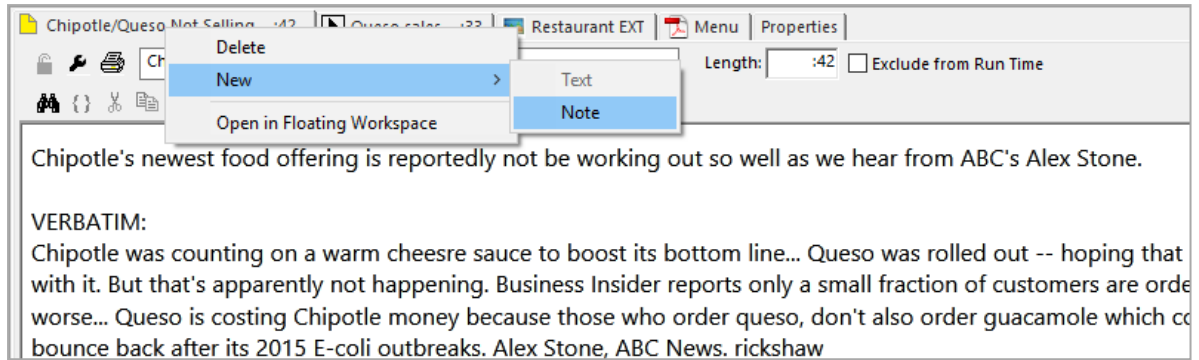 Chipotle/Queso Not Selling :42 Queso sales :33 Restaurant EXT Menu Properties
Delete
Ch Length: :42 Exclude from Run Time
New > Text
Note
Open in Floating Workspace
Chipotle's newest food offering is reportedly not be working out so well as we hear from ABC's Alex Stone.
VERBATIM:
Chipotle was counting on a warm cheesre sauce to boost its bottom line... Queso was rolled out -- hoping that
with it. But that's apparently not happening. Business Insider reports only a small fraction of customers are orde
worse... Queso is costing Chipotle money because those who order queso, don't also order guacamole which co
bounce back after its 2015 E-coli outbreaks. Alex Stone, ABC News. rickshaw